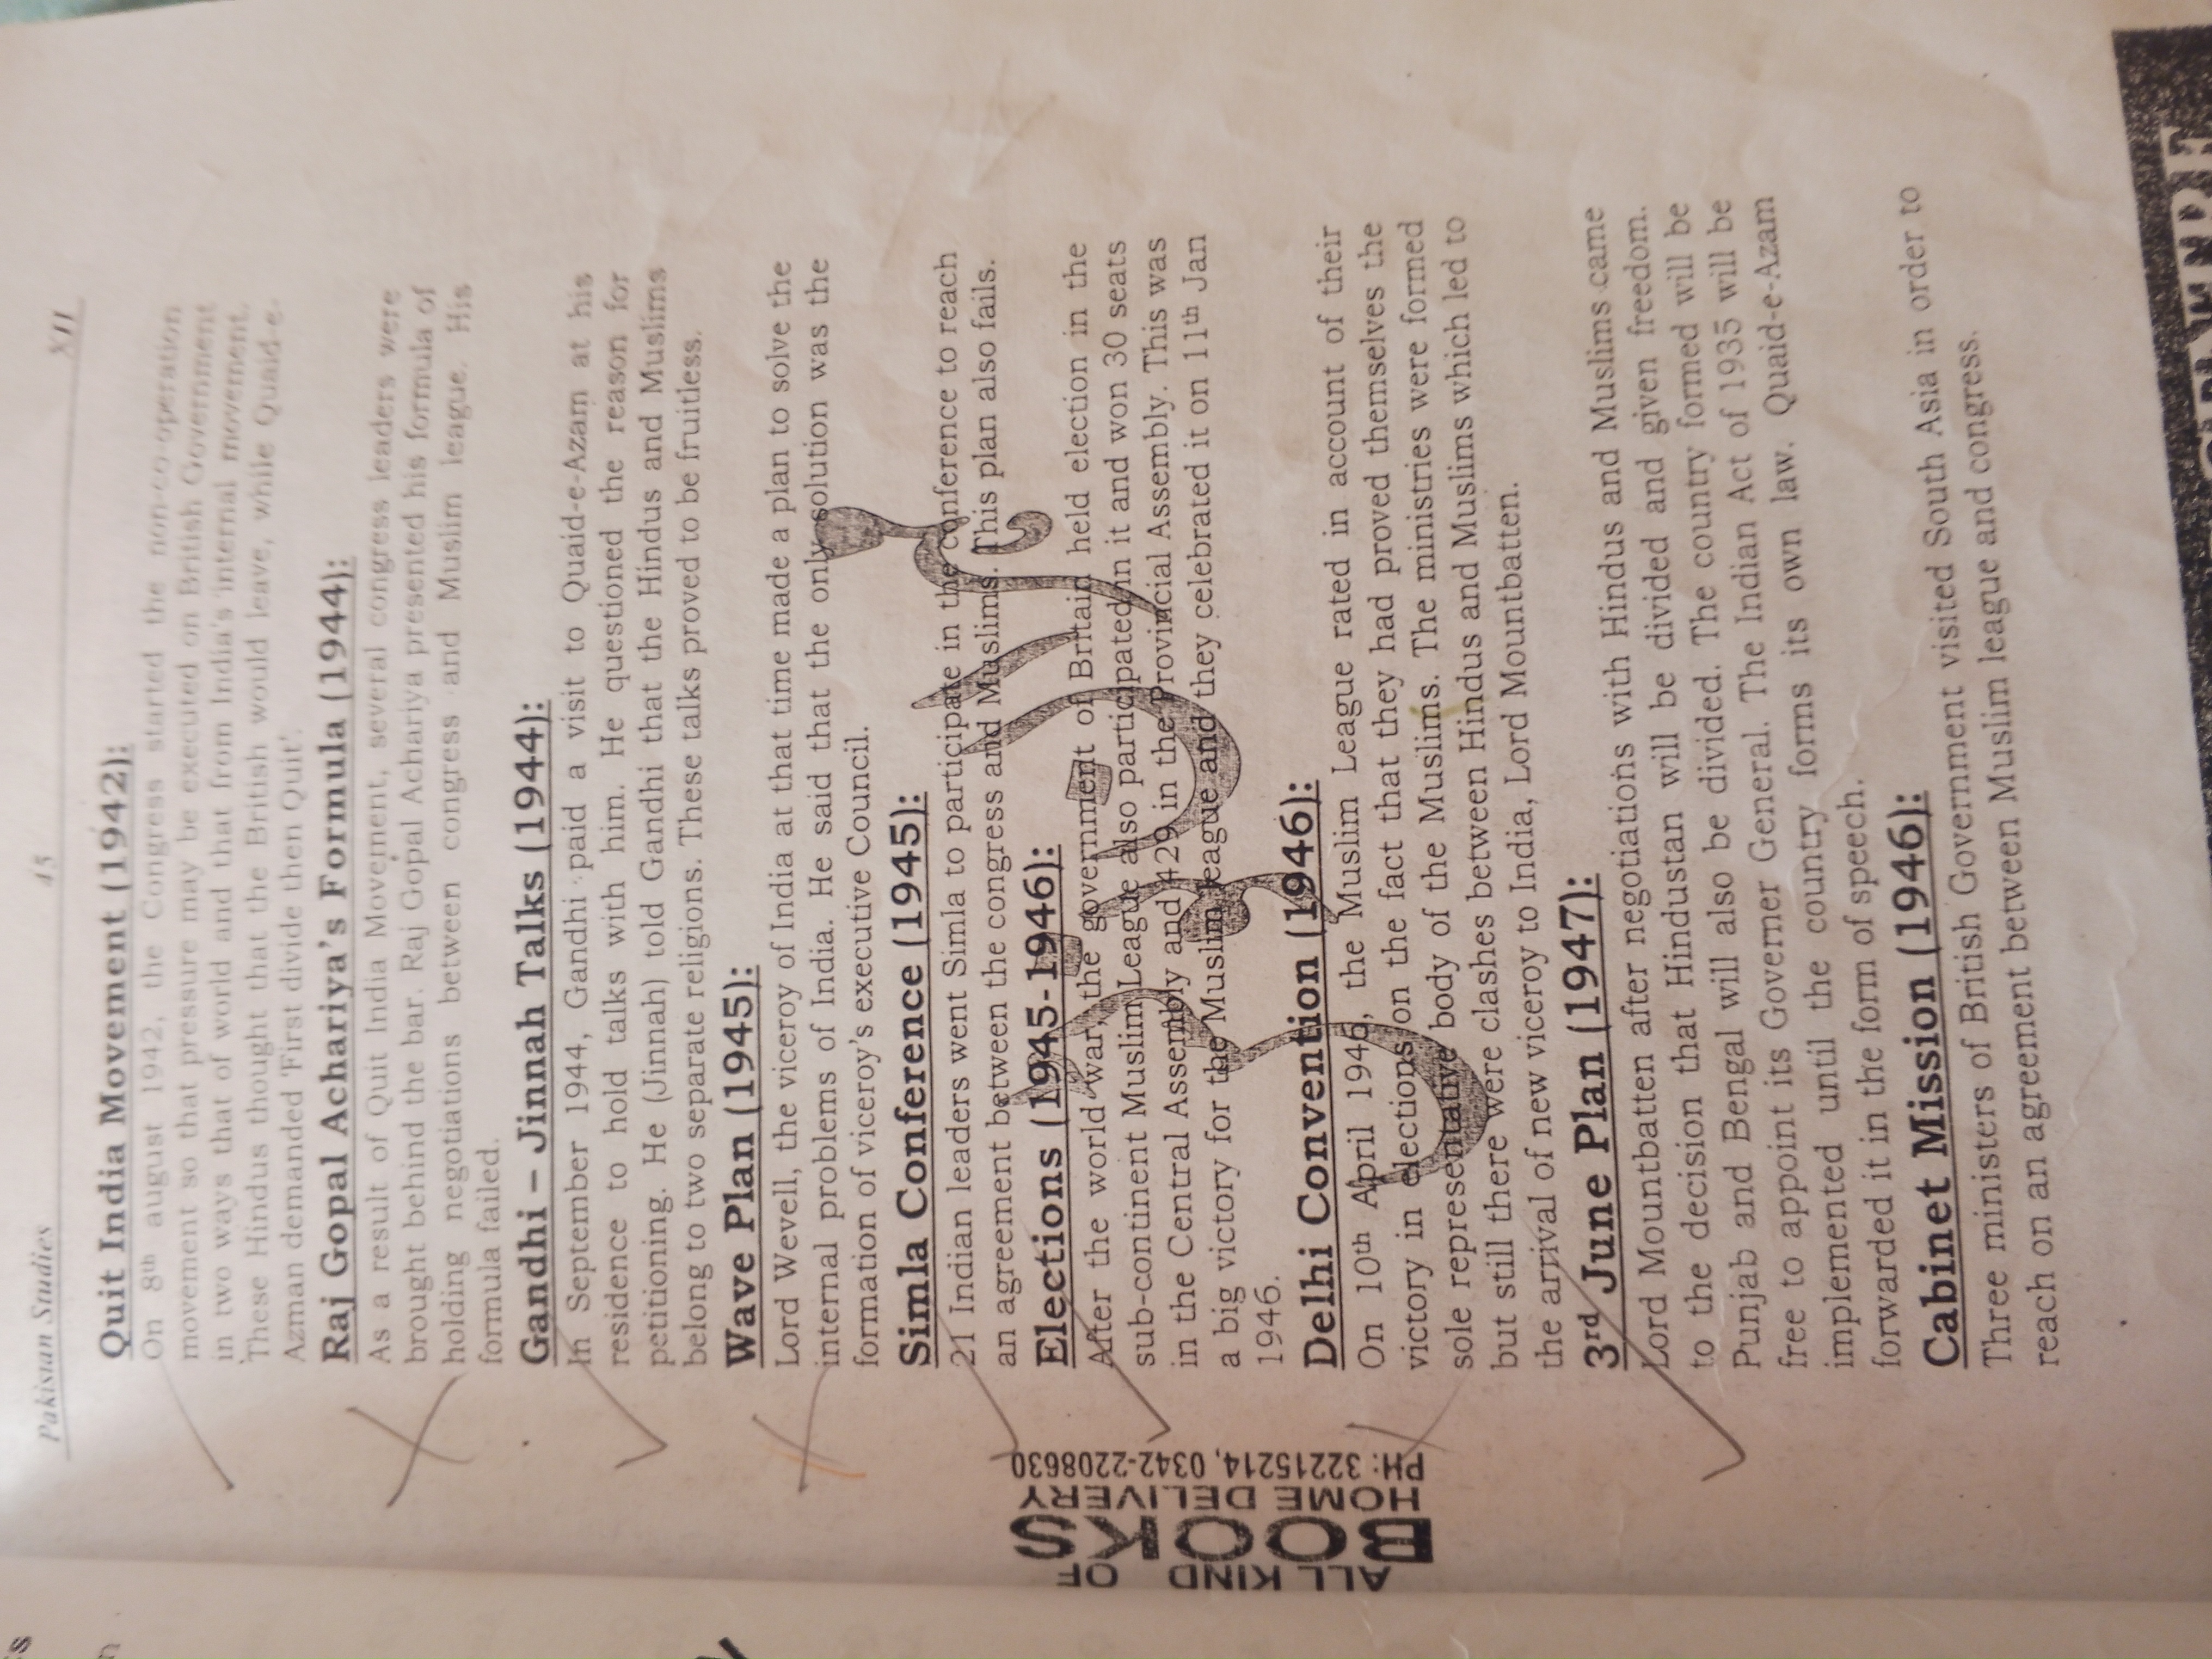 Pakistan Studies 45 XII
Quit India Movement (1942):
On 8th august 1942, the Congress started the non-co-operation
movement so that pressure may be executed on British Government
in two ways that of world and that from India's internal movement.
These Hindus thought that the British would leave, while Quaid-e-
Azman demanded 'First divide then Quit'.
Raj Gopal Achariya's Formula (1944):
As a result of Quit India Movement, several congress leaders were
brought behind the bar. Raj Gopal Achariya presented his formula of
holding negotiations between congress and Muslim league. His
formula failed.
Gandhi – Jinnah Talks (1944):
In September 1944, Gandhi paid a visit to Quaid-e-Azam at his
residence to hold talks with him. He questioned the reason for
petitioning. He (Jinnah) told Gandhi that the Hindus and Muslims
belong to two separate religions. These talks proved to be fruitless.
Wave Plan (1945):
Lord Wevell, the viceroy of India at that time made a plan to solve the
internal problems of India. He said that the only solution was the
formation of viceroy's executive Council.
Simla Conference (1945):
21 Indian leaders went Simla to participate in the conference to reach
an agreement between the congress and Muslims. This plan also fails.
Elections (1945-1946):
After the world war, the government of Britain held election in the
sub-continent Muslim League also participated in it and won 30 seats
in the Central Assembly and 429 in the Provincial Assembly. This was
a big victory for the Muslim league and they celebrated it on 11th Jan
1946.
Delhi Convention (1946):
On 10th April 1946, the Muslim League rated in account of their
victory in elections on the fact that they had proved themselves the
sole representative body of the Muslims. The ministries were formed
but still there were clashes between Hindus and Muslims which led to
the arrival of new viceroy to India, Lord Mountbatten.
3rd June Plan (1947):
Lord Mountbatten after negotiations with Hindus and Muslims came
to the decision that Hindustan will be divided and given freedom.
Punjab and Bengal will also be divided. The country formed will be
free to appoint its Governer General. The Indian Act of 1935 will be
implemented until the country forms its own law. Quaid-e-Azam
forwarded it in the form of speech.
Cabinet Mission (1946):
Three ministers of British Government visited South Asia in order to
reach on an agreement between Muslim league and congress.
ALL KIND OF
BOOKS
HOME DELIVERY
PH: 32215214, 0342-2208630